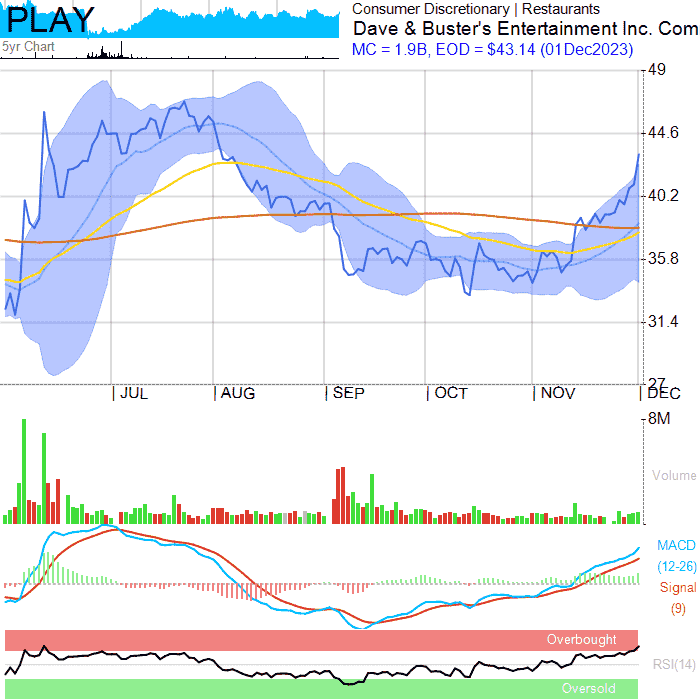 PLAY
5yr Chart
Consumer Discretionary | Restaurants
Dave & Buster's Entertainment Inc. Com
MC = 1.9B, EOD = $43.14 (01Dec2023)
49
44.6
40.2
35.8
31.4
27
JUL AUG SEP OCT NOV DEC
8M
Volume
MACD
(12-26)
Signal
(9)
Overbought
RSI(14)
Oversold